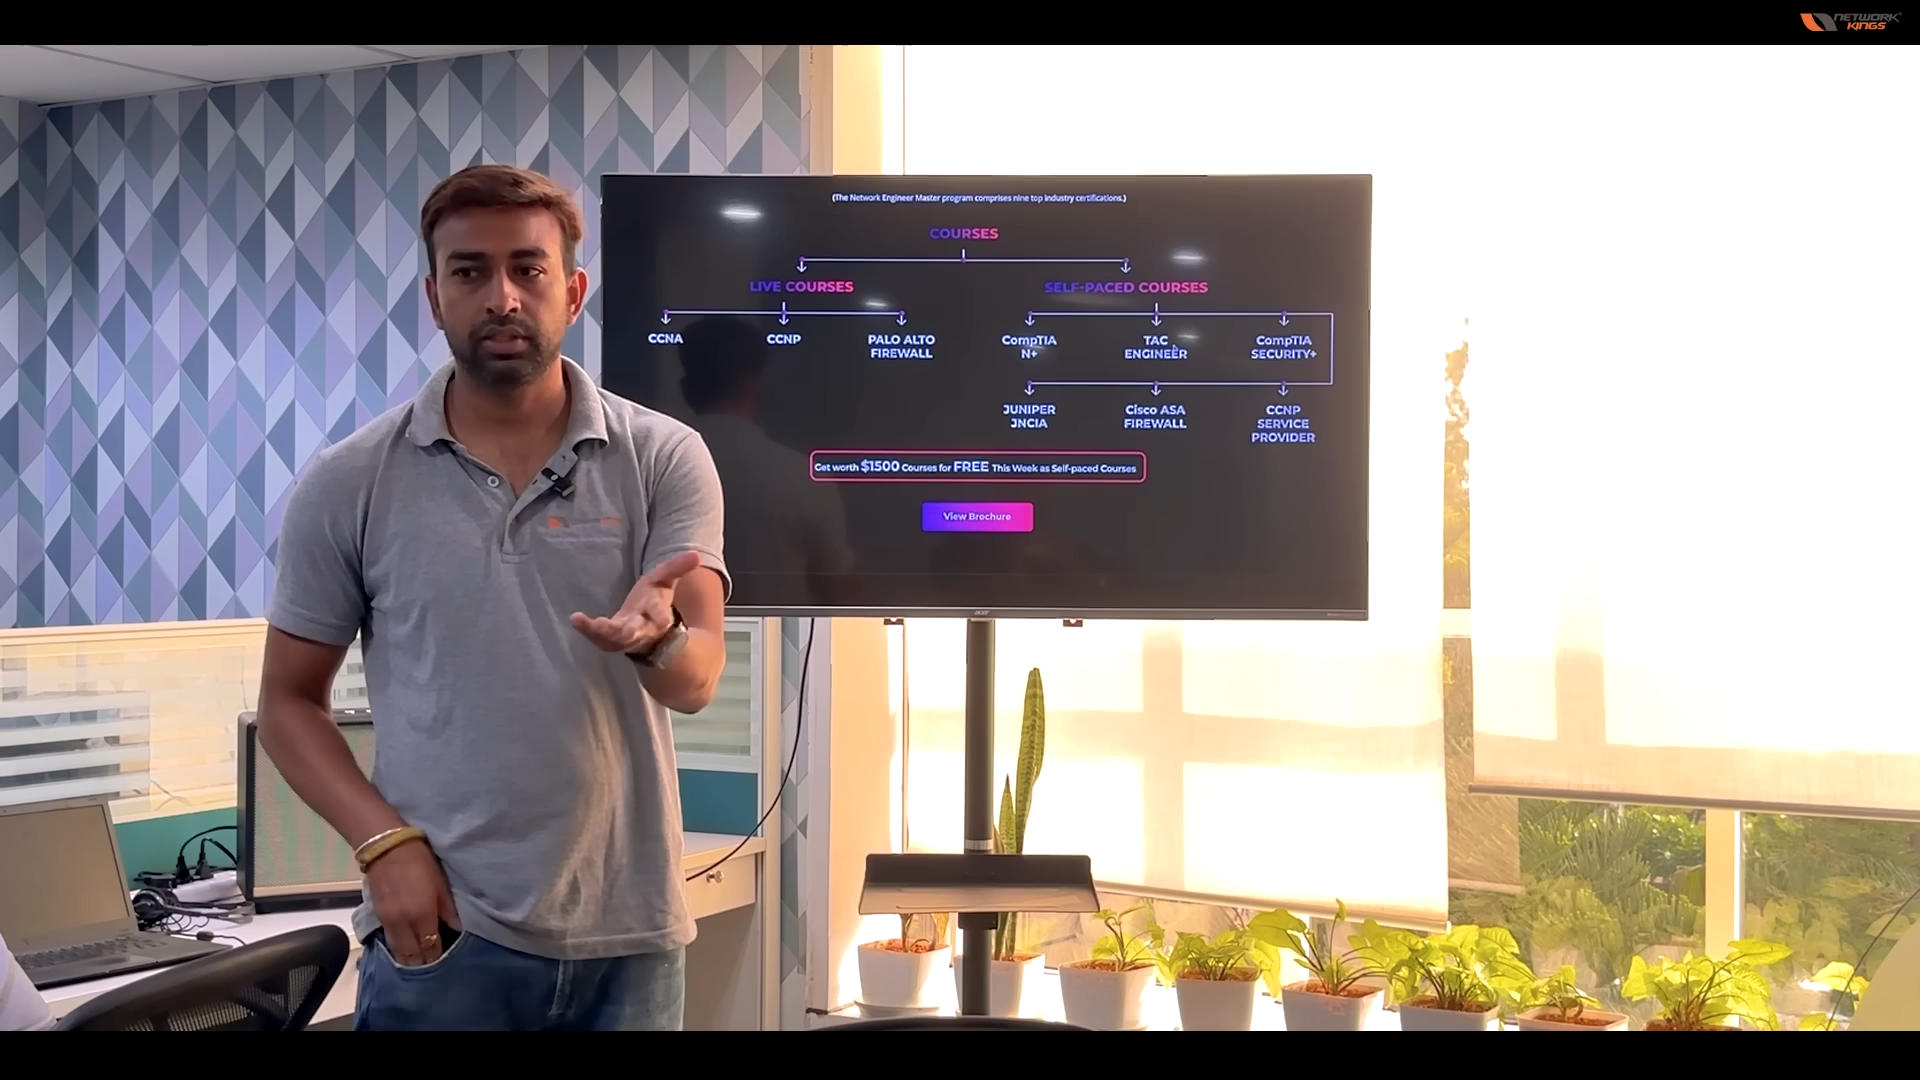 NETWORK
KINGS
(The Network Engineer Master program comprises nine top industry certifications.)
COURSES
LIVE COURSES
SELF-PACED COURSES
CCNA
CCNP
PALO ALTO
FIREWALL
CompTIA
N+
TAC
ENGINEER
CompTIA
SECURITY+
JUNIPER
JNCIA
Cisco ASA
FIREWALL
CCNP
SERVICE
PROVIDER
Get worth $1500 Courses for FREE This Week as Self-paced Courses
View Brochure
acer